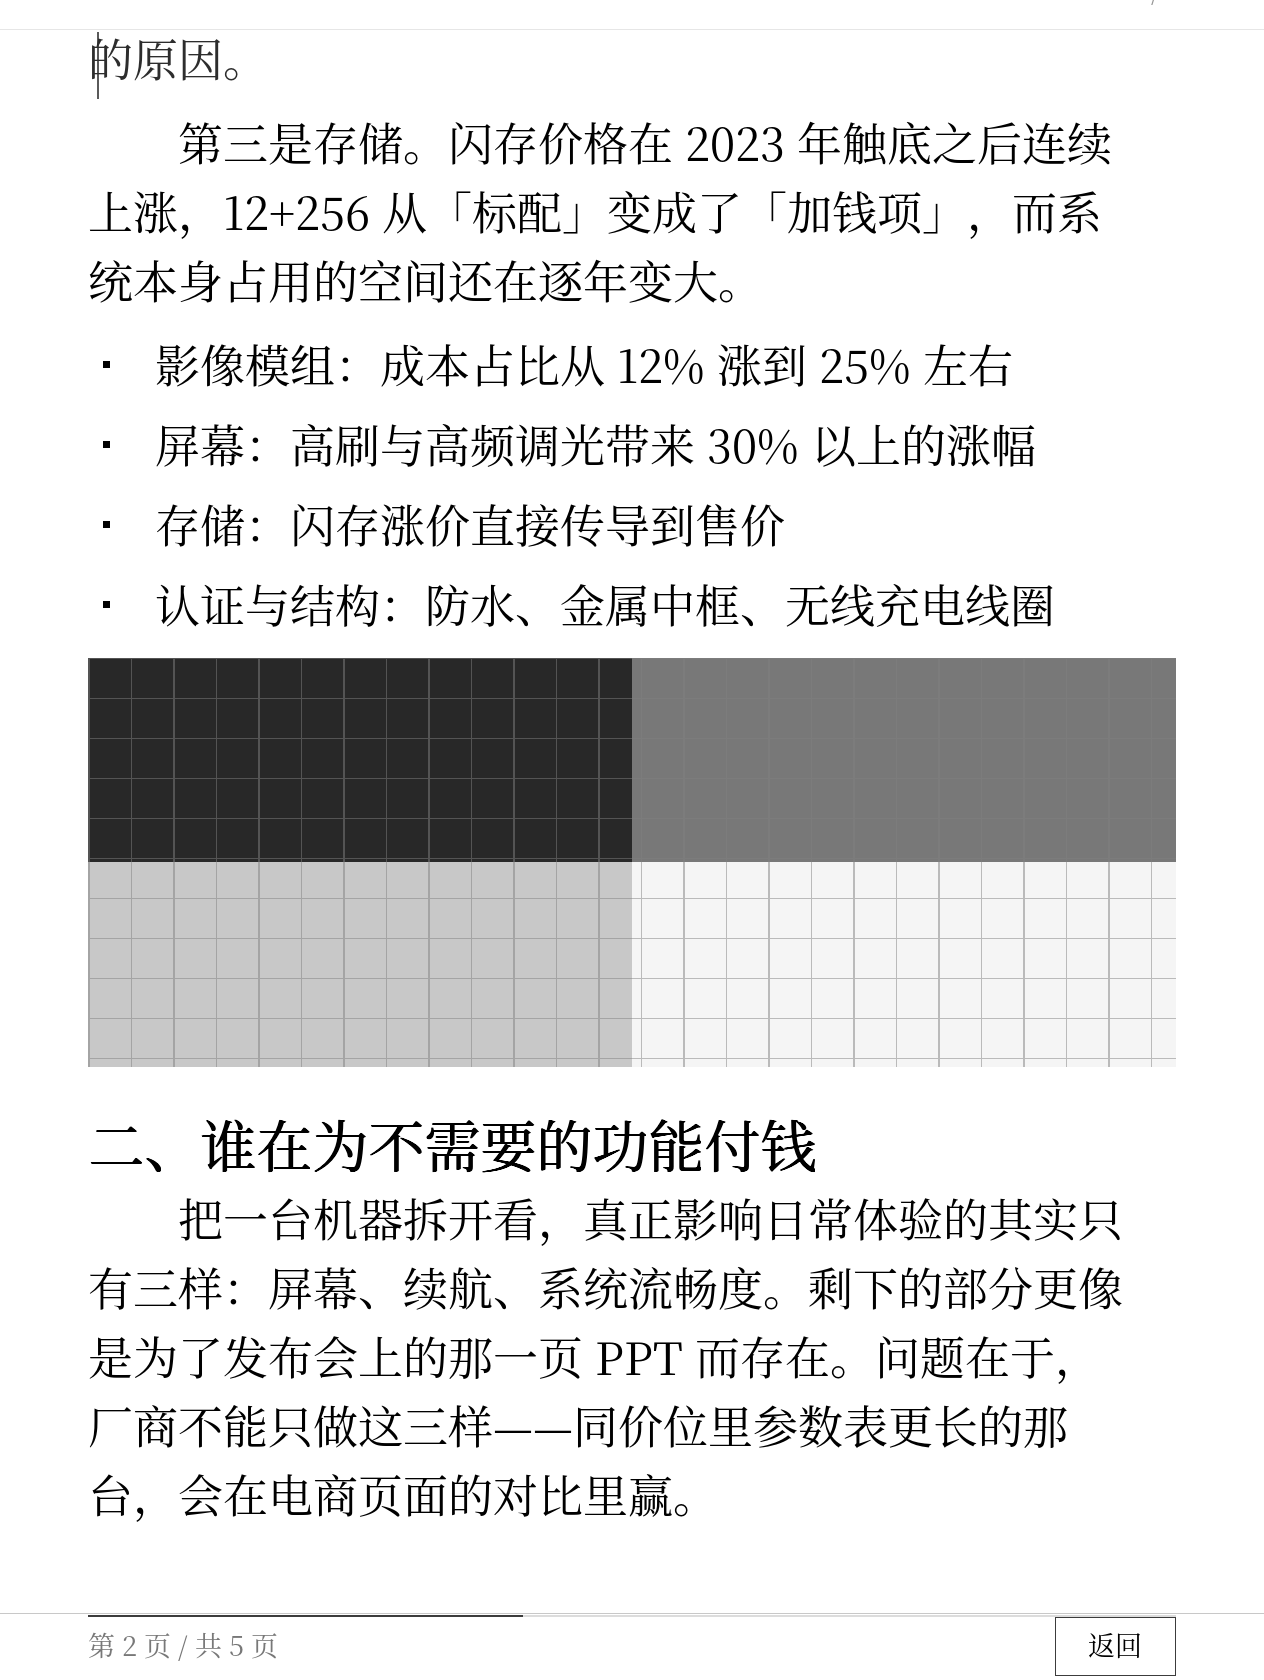 的原因。
第三是存储。闪存价格在 2023 年触底之后连续
上涨，12+256 从「标配」变成了「加钱项」，而系
统本身占用的空间还在逐年变大。
▪ 影像模组：成本占比从 12% 涨到 25% 左右
▪ 屏幕：高刷与高频调光带来 30% 以上的涨幅
▪ 存储：闪存涨价直接传导到售价
▪ 认证与结构：防水、金属中框、无线充电线圈
二、谁在为不需要的功能付钱
把一台机器拆开看，真正影响日常体验的其实只
有三样：屏幕、续航、系统流畅度。剩下的部分更像
是为了发布会上的那一页 PPT 而存在。问题在于，
厂商不能只做这三样——同价位里参数表更长的那
台，会在电商页面的对比里赢。
第 2 页 / 共 5 页
返回